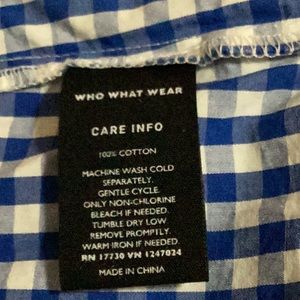 WHO WHAT WEAR
CARE INFO
100% COTTON
MACHINE WASH COLD
SEPARATELY.
GENTLE CYCLE.
ONLY NON-CHLORINE
BLEACH IF NEEDED.
TUMBLE DRY LOW
REMOVE PROMPTLY.
WARM IRON IF NEEDED.
RN 17730 VN 1247024
MADE IN CHINA